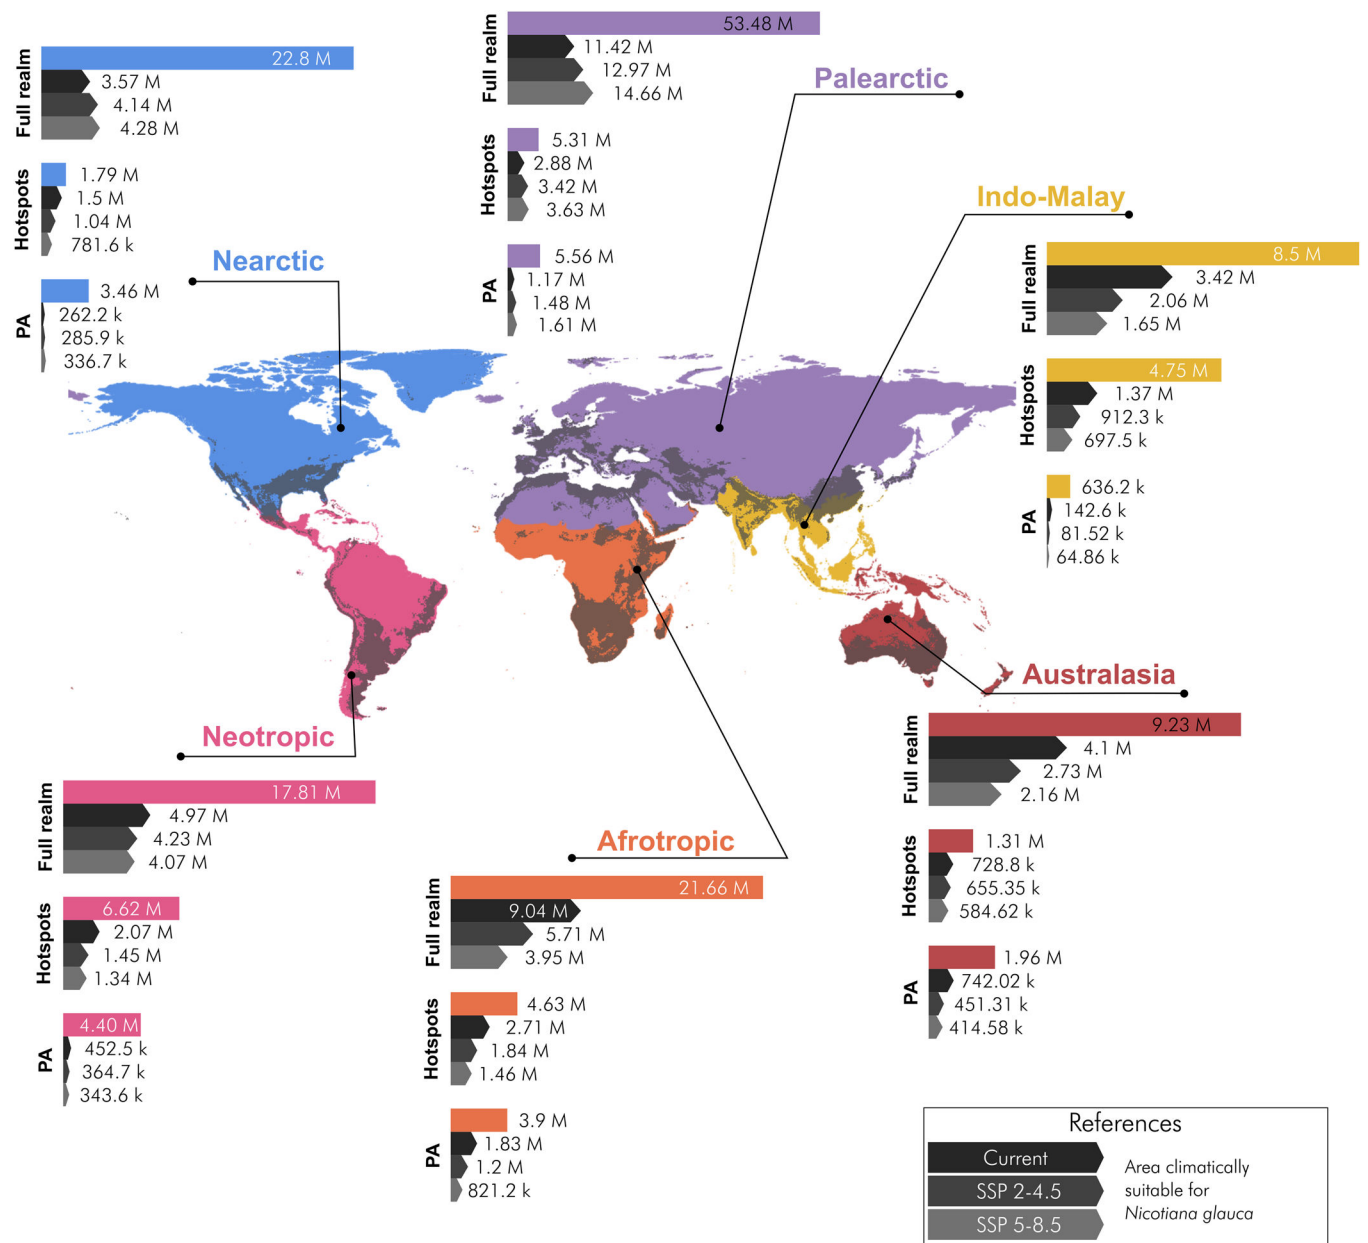 Full realm
22.8 M
3.57 M
4.14 M
4.28 M
Hotspots
1.79 M
1.5 M
1.04 M
781.6 k
PA
3.46 M
262.2 k
285.9 k
336.7 k
Nearctic
Full realm
53.48 M
11.42 M
12.97 M
14.66 M
Hotspots
5.31 M
2.88 M
3.42 M
3.63 M
PA
5.56 M
1.17 M
1.48 M
1.61 M
Palearctic
Indo-Malay
Full realm
8.5 M
3.42 M
2.06 M
1.65 M
Hotspots
4.75 M
1.37 M
912.3 k
697.5 k
PA
636.2 k
142.6 k
81.52 k
64.86 k
Neotropic
Full realm
17.81 M
4.97 M
4.23 M
4.07 M
Hotspots
6.62 M
2.07 M
1.45 M
1.34 M
PA
4.40 M
452.5 k
364.7 k
343.6 k
Afrotropic
Full realm
21.66 M
9.04 M
5.71 M
3.95 M
Hotspots
4.63 M
2.71 M
1.84 M
1.46 M
PA
3.9 M
1.83 M
1.2 M
821.2 k
Australasia
Full realm
9.23 M
4.1 M
2.73 M
2.16 M
Hotspots
1.31 M
728.8 k
655.35 k
584.62 k
PA
1.96 M
742.02 k
451.31 k
414.58 k
References
Current
SSP 2-4.5
SSP 5-8.5
Area climatically
suitable for
Nicotiana glauca